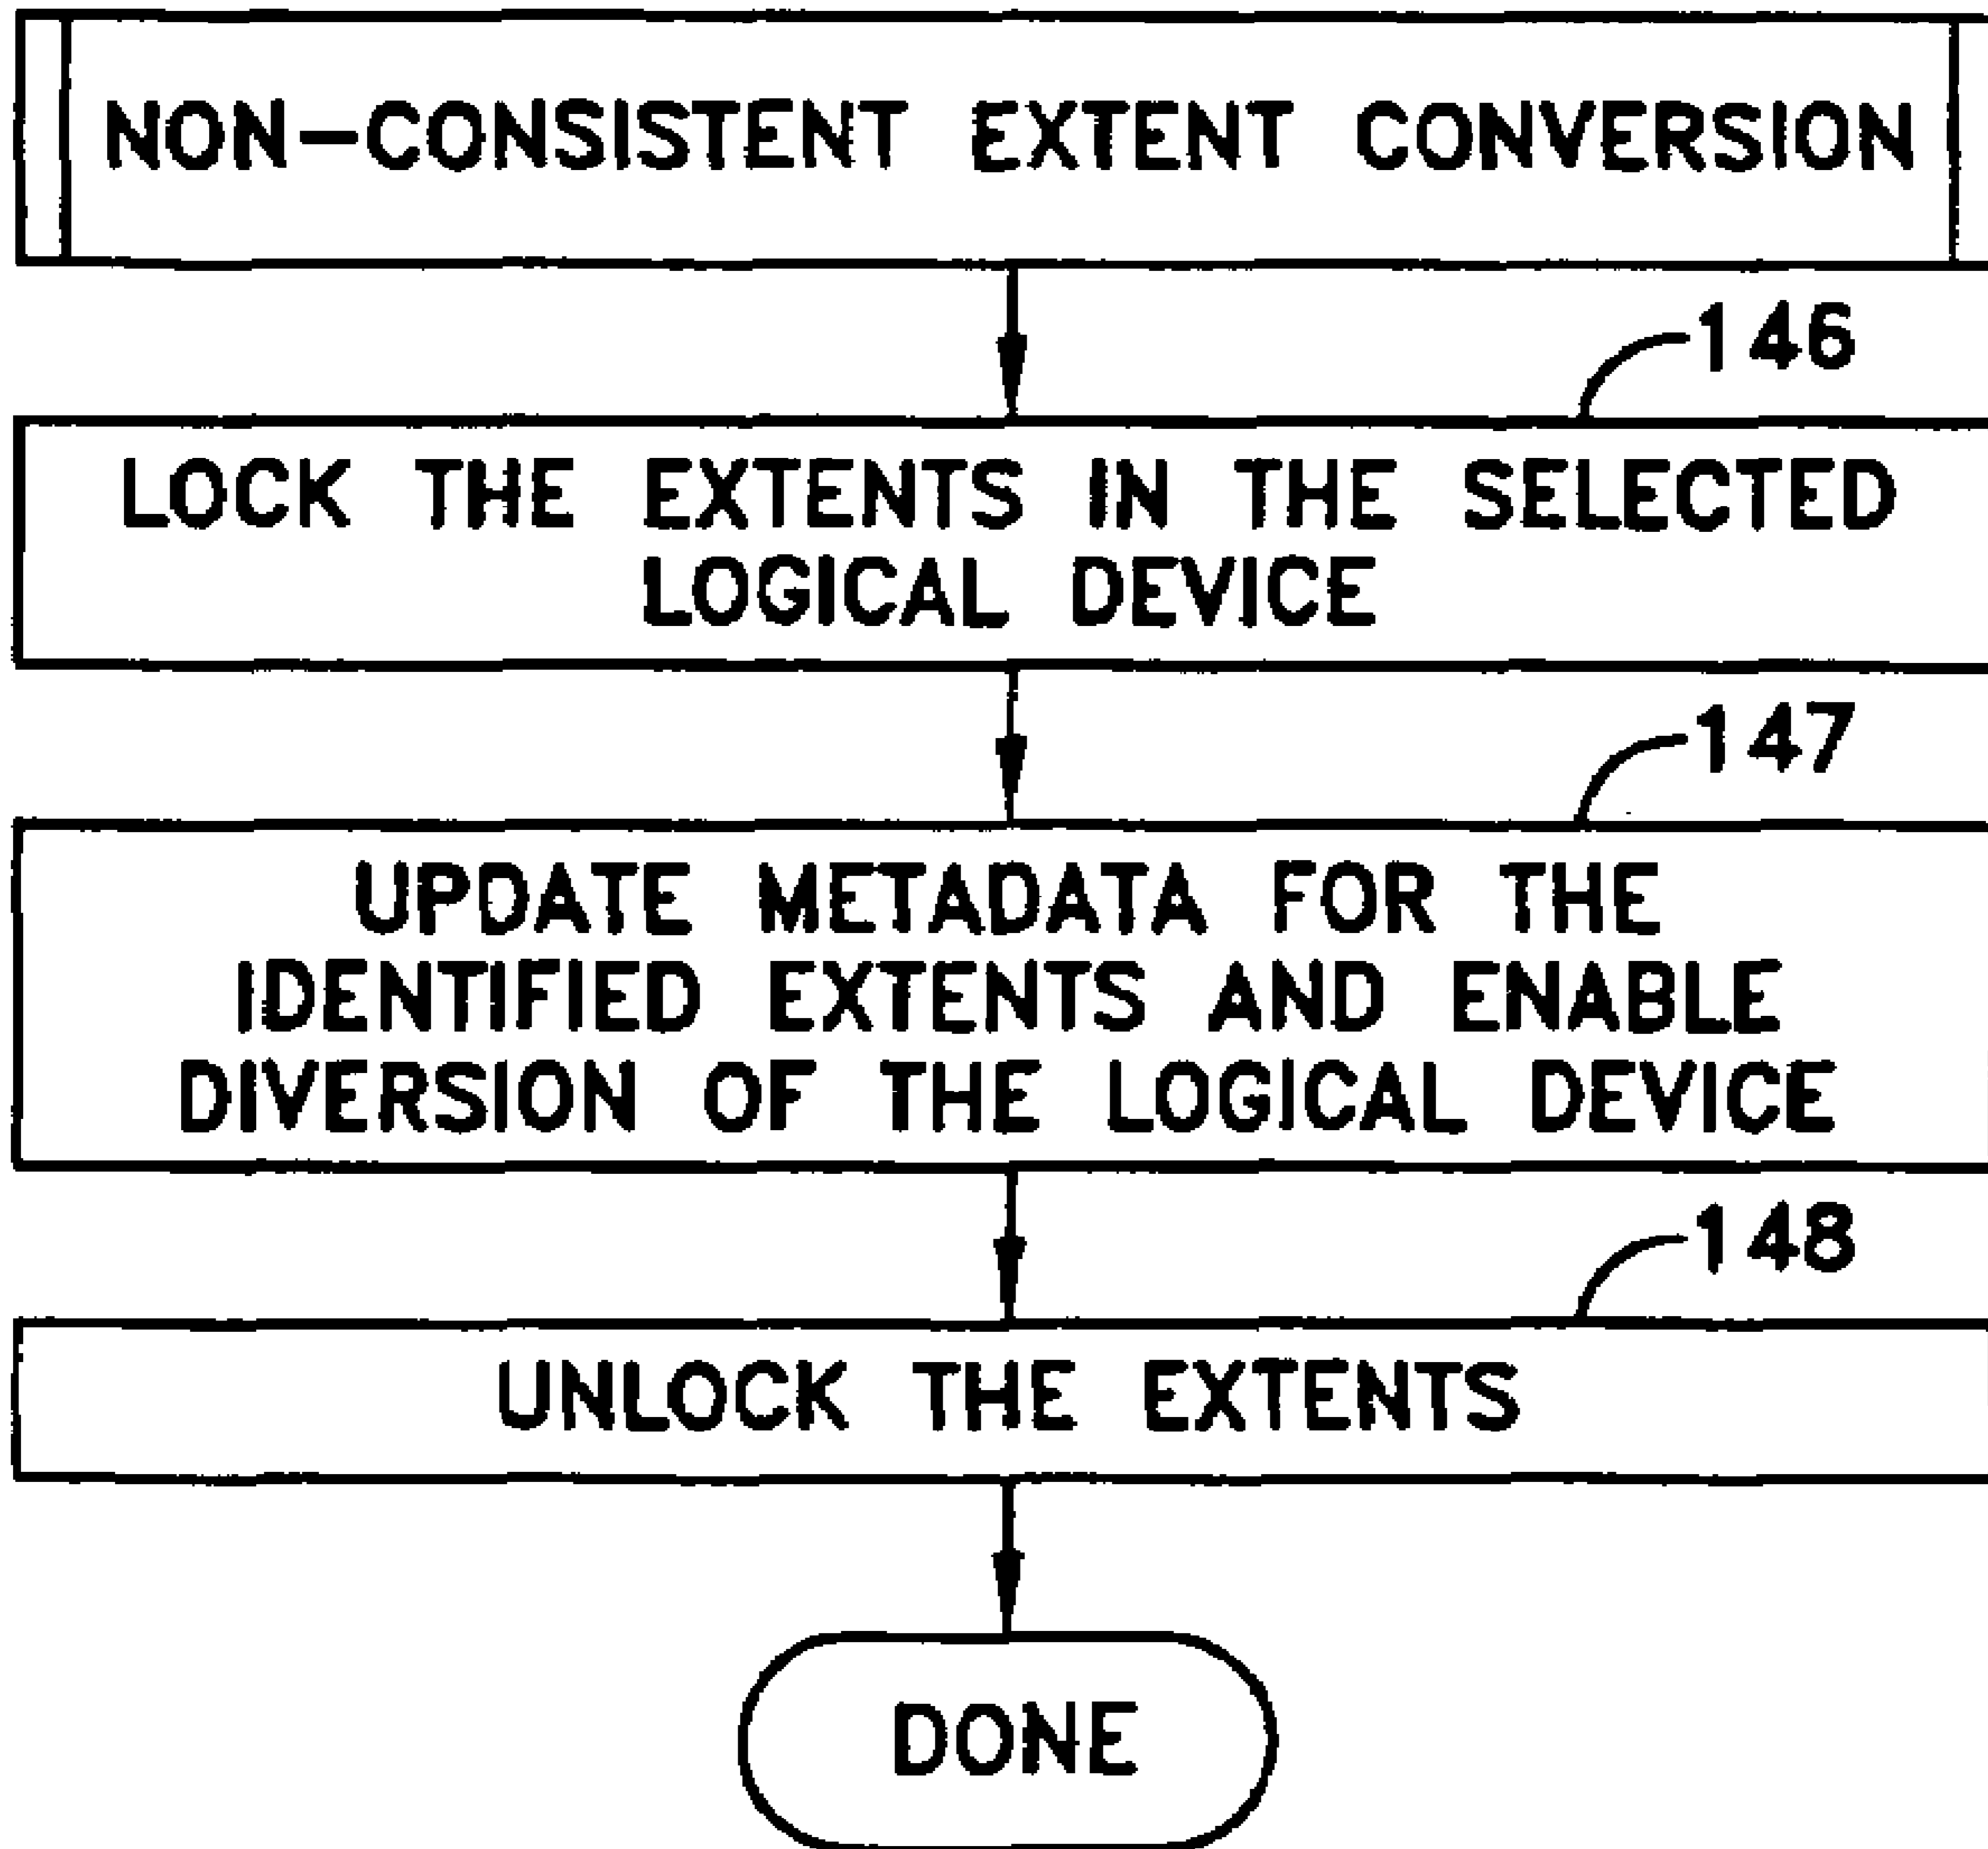 NON-CONSISTENT EXTENT CONVERSION
146
LOCK THE EXTENTS IN THE SELECTED
LOGICAL DEVICE
147
UPDATE METADATA FOR THE
IDENTIFIED EXTENTS AND ENABLE
DIVERSION OF THE LOGICAL DEVICE
148
UNLOCK THE EXTENTS
DONE